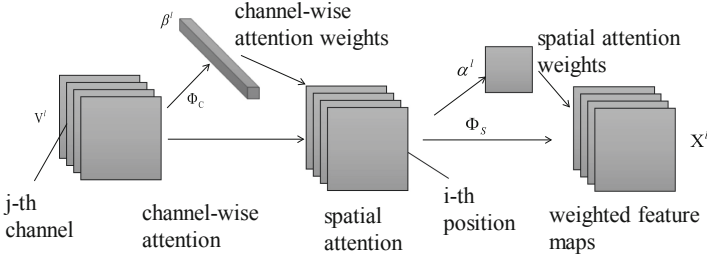 β^l
channel-wise
attention weights
spatial attention
weights
α^l
V^l
Φ_C
Φ_S
X^l
j-th
channel
channel-wise
attention
spatial
attention
i-th
position
weighted feature
maps